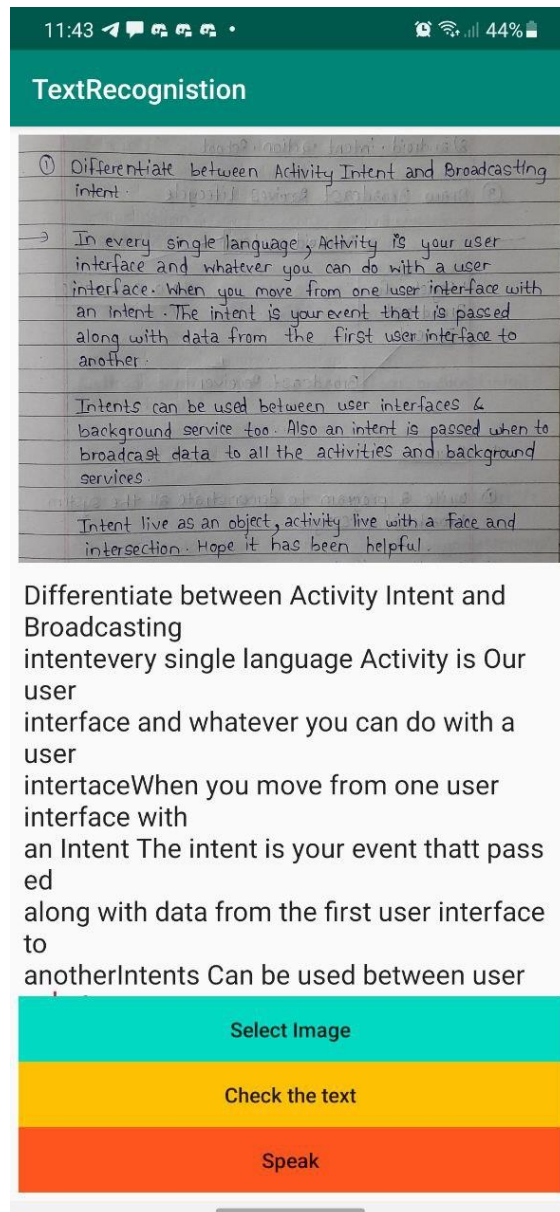 11:43
44%
TextRecognistion
① Differentiate between Activity Intent and Broadcasting
intent.
→ In every single language, Activity is your user
interface and whatever you can do with a user
interface. When you move from one user interface with
an Intent. The intent is your event that is passed
along with data from the first user interface to
another.
Intents can be used between user interfaces &
background service too. Also an intent is passed when to
broadcast data to all the activities and background
services.
Intent live as an object, activity live with a face and
intersection. Hope it has been helpful.
Differentiate between Activity Intent and
Broadcasting
intentevery single language Activity is Our
user
interface and whatever you can do with a
user
intertaceWhen you move from one user
interface with
an Intent The intent is your event thatt pass
ed
along with data from the first user interface
to
anotherIntents Can be used between user
Select Image
Check the text
Speak